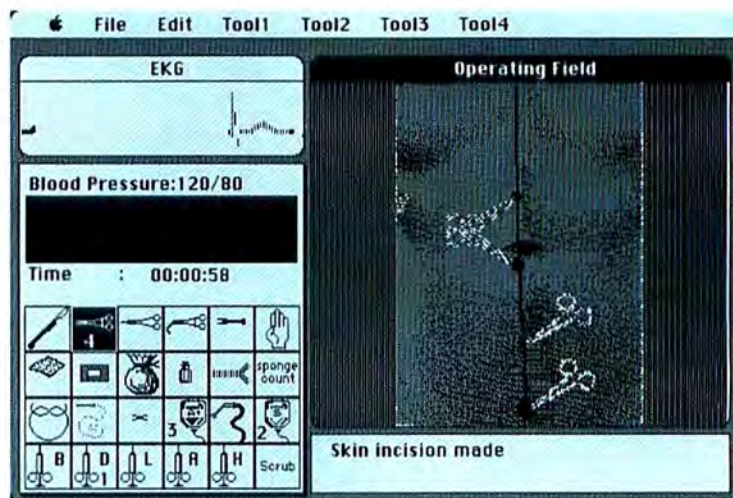 File Edit Tool1 Tool2 Tool3 Tool4
EKG
Operating Field
Blood Pressure:120/80
Time : 00:00:58
4
sponge
count
3 2
B D L A H Scrub
1
Skin incision made